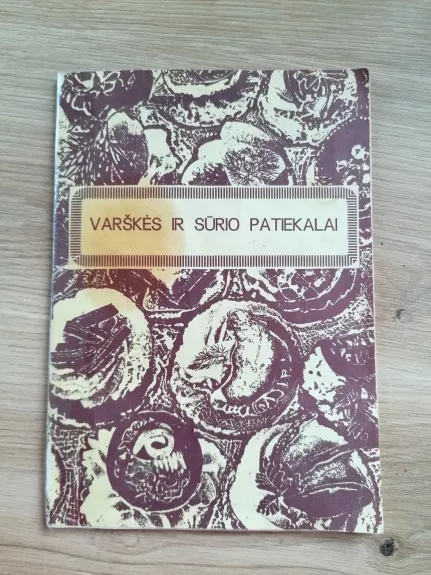 VARŠKĖS IR SŪRIO PATIEKALAI